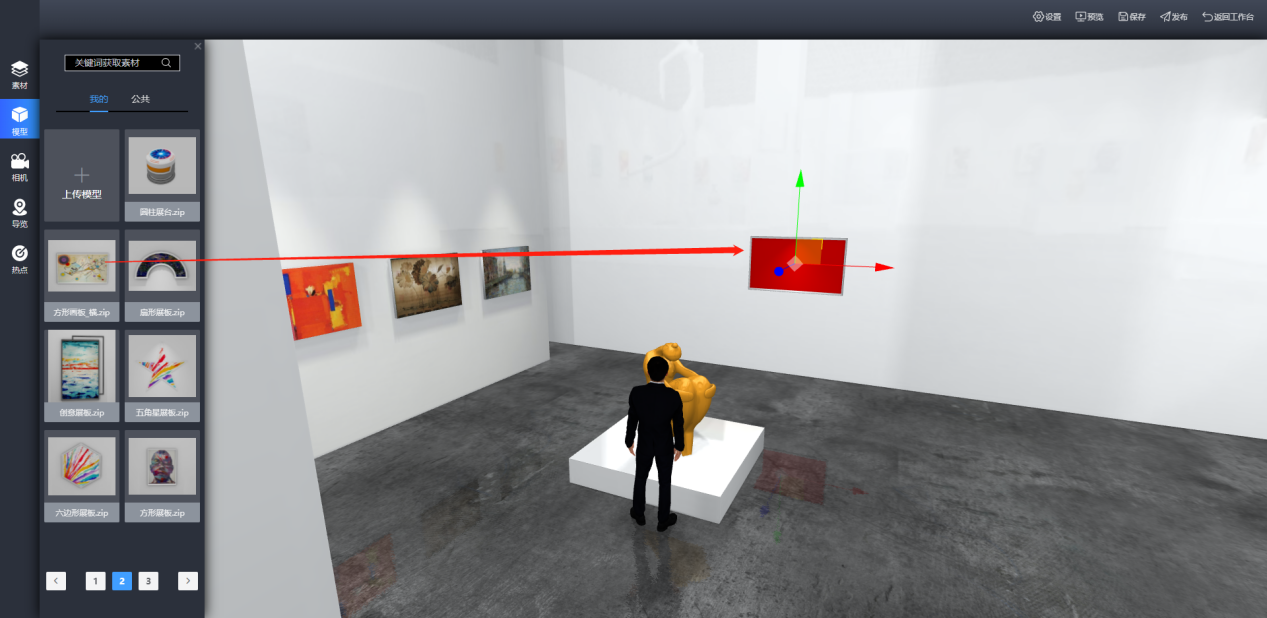 设置 预览 保存 发布 返回工作台
关键词获取素材
素材
我的 公共
模型
上传模型
圆柱展台.zip
相机
导览
热点
方形画板_横.zip
扇形展板.zip
创意展板.zip
五角星展板.zip
六边形展板.zip
方形展板.zip
1 2 3